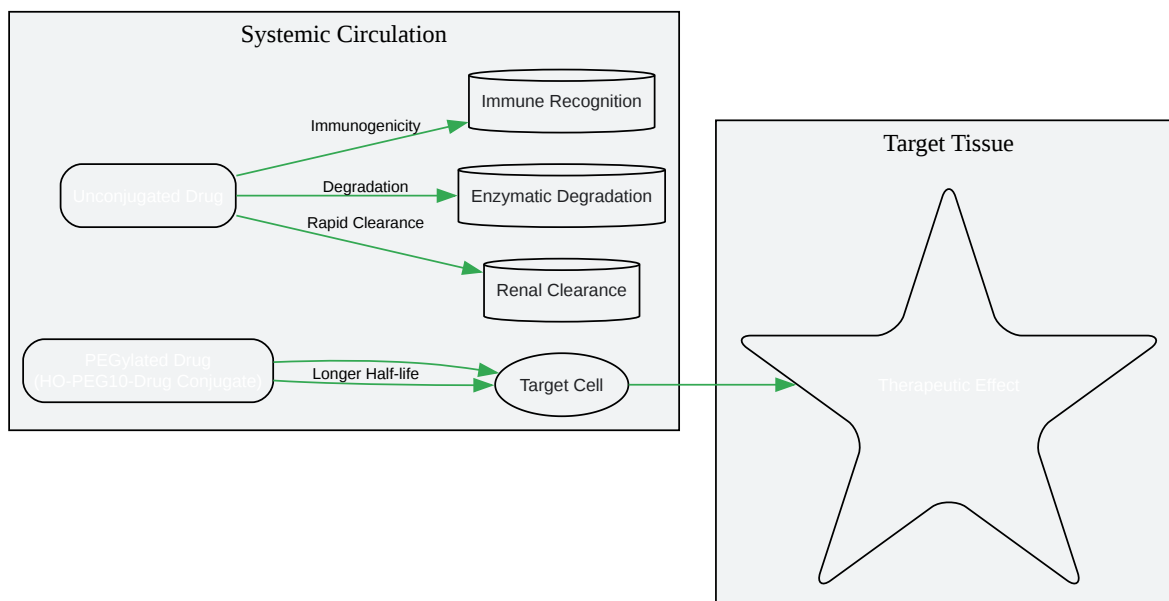 Systemic Circulation
Immune Recognition
Immunogenicity
Unconjugated Drug
Degradation
Enzymatic Degradation
Rapid Clearance
Renal Clearance
PEGylated Drug
(HO-PEG10-Drug Conjugate)
Longer Half-life
Target Cell
Target Tissue
Therapeutic Effect